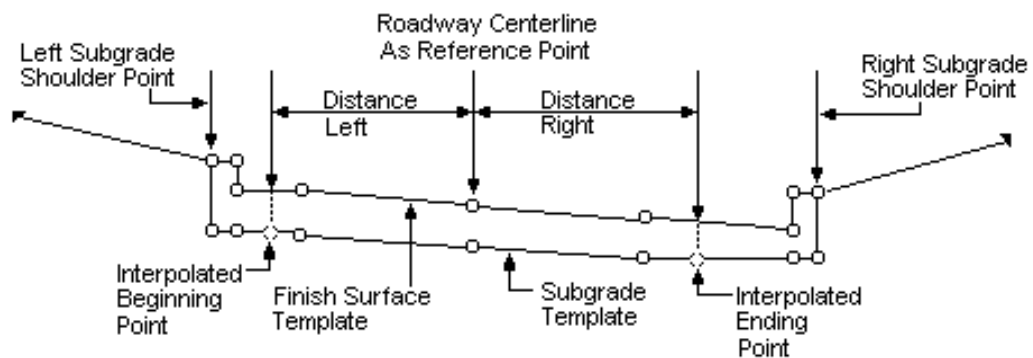 Roadway Centerline
As Reference Point
Left Subgrade
Shoulder Point
Right Subgrade
Shoulder Point
Distance
Left
Distance
Right
Interpolated
Beginning
Point
Finish Surface
Template
Subgrade
Template
Interpolated
Ending
Point